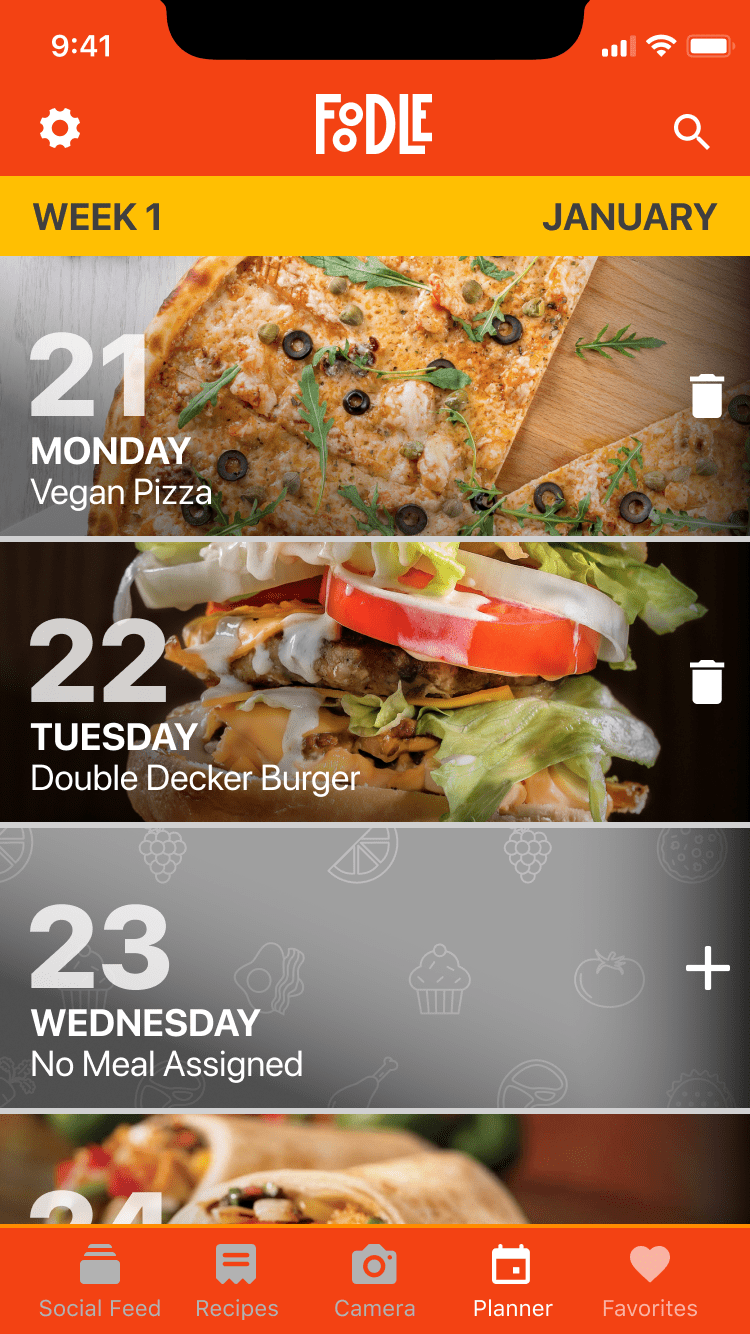 9:41
FOODLE
WEEK 1 JANUARY
21
MONDAY
Vegan Pizza
22
TUESDAY
Double Decker Burger
23
WEDNESDAY
No Meal Assigned
24
Social Feed Recipes Camera Planner Favorites